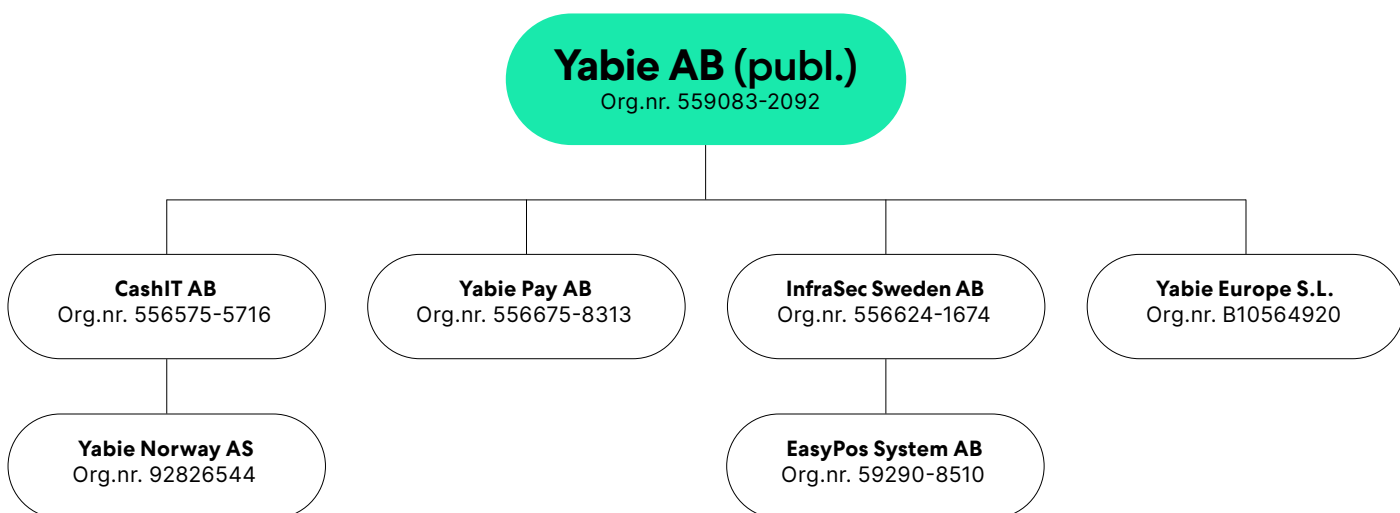 Yabie AB (publ.)
Org.nr. 559083-2092
CashIT AB
Org.nr. 556575-5716
Yabie Pay AB
Org.nr. 556675-8313
InfraSec Sweden AB
Org.nr. 556624-1674
Yabie Europe S.L.
Org.nr. B10564920
Yabie Norway AS
Org.nr. 92826544
EasyPos System AB
Org.nr. 59290-8510